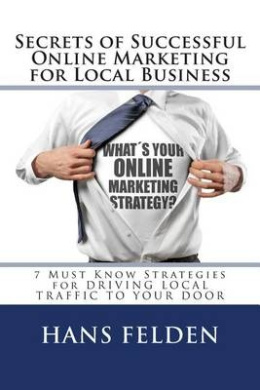 Secrets of Successful
Online Marketing
for Local Business
WHAT´S YOUR
ONLINE
MARKETING
STRATEGY?
7 Must Know Strategies
for DRIVING LOCAL
TRAFFIC TO YOUR DOOR
HANS FELDEN